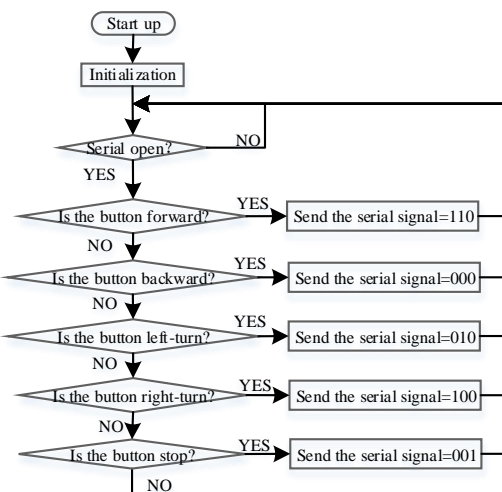 Start up
Initialization
Serial open?
NO
YES
Is the button forward?
YES
Send the serial signal=110
NO
Is the button backward?
YES
Send the serial signal=000
NO
Is the button left-turn?
YES
Send the serial signal=010
NO
Is the button right-turn?
YES
Send the serial signal=100
NO
Is the button stop?
YES
Send the serial signal=001
NO